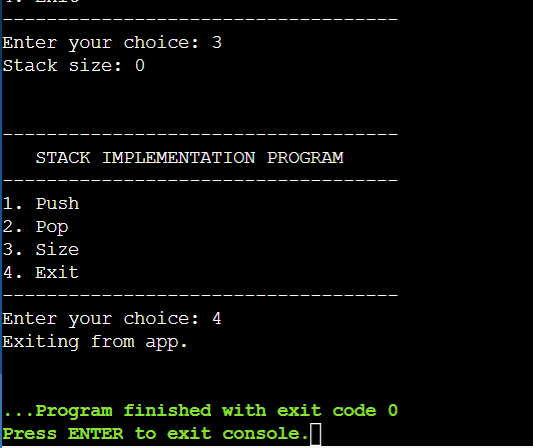 ------------------------------------
Enter your choice: 3
Stack size: 0
------------------------------------
STACK IMPLEMENTATION PROGRAM
------------------------------------
1. Push
2. Pop
3. Size
4. Exit
------------------------------------
Enter your choice: 4
Exiting from app.
...Program finished with exit code 0
Press ENTER to exit console.